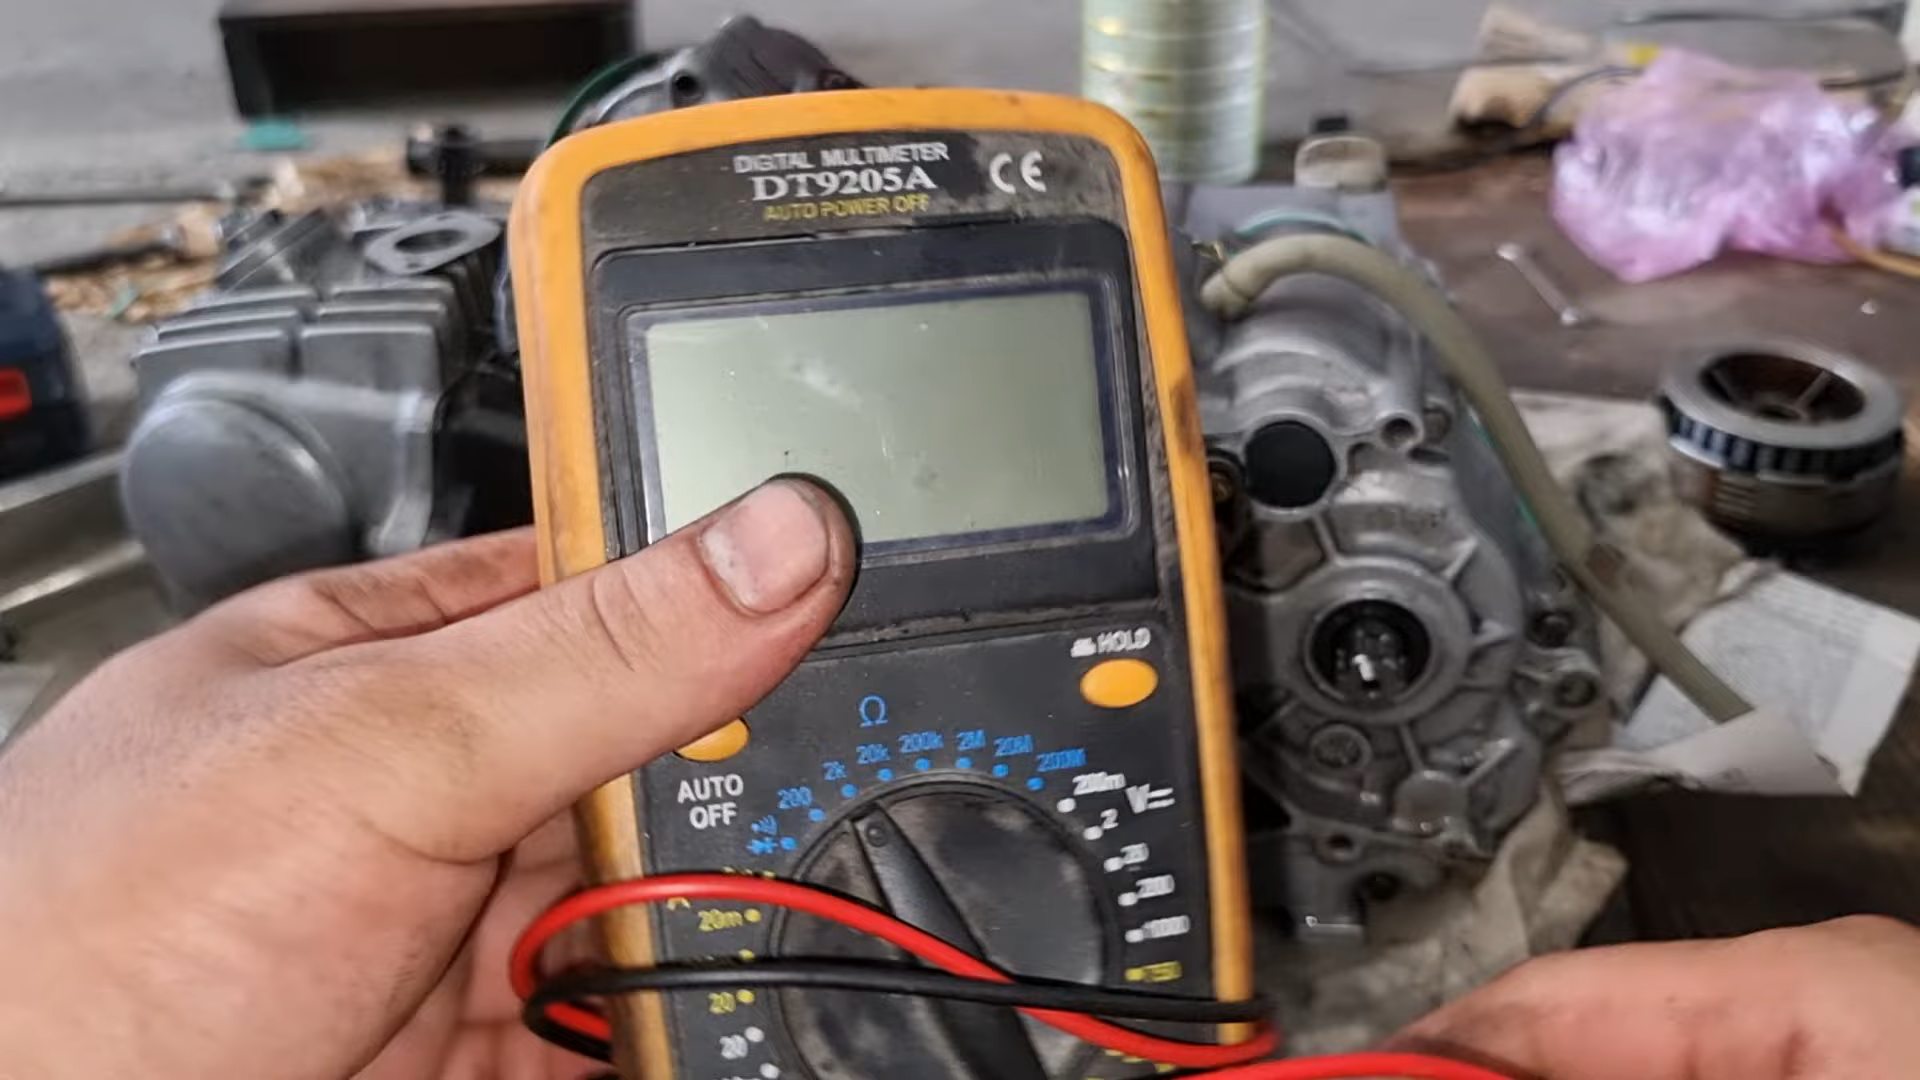 DIGITAL MULTIMETER
DT9205A
CE
AUTO POWER OFF
HOLD
Ω
AUTO
OFF
200
2k
20k
200k
2M
20M
200M
200m
V
2
20
200
1000
750
A
20m
20
20